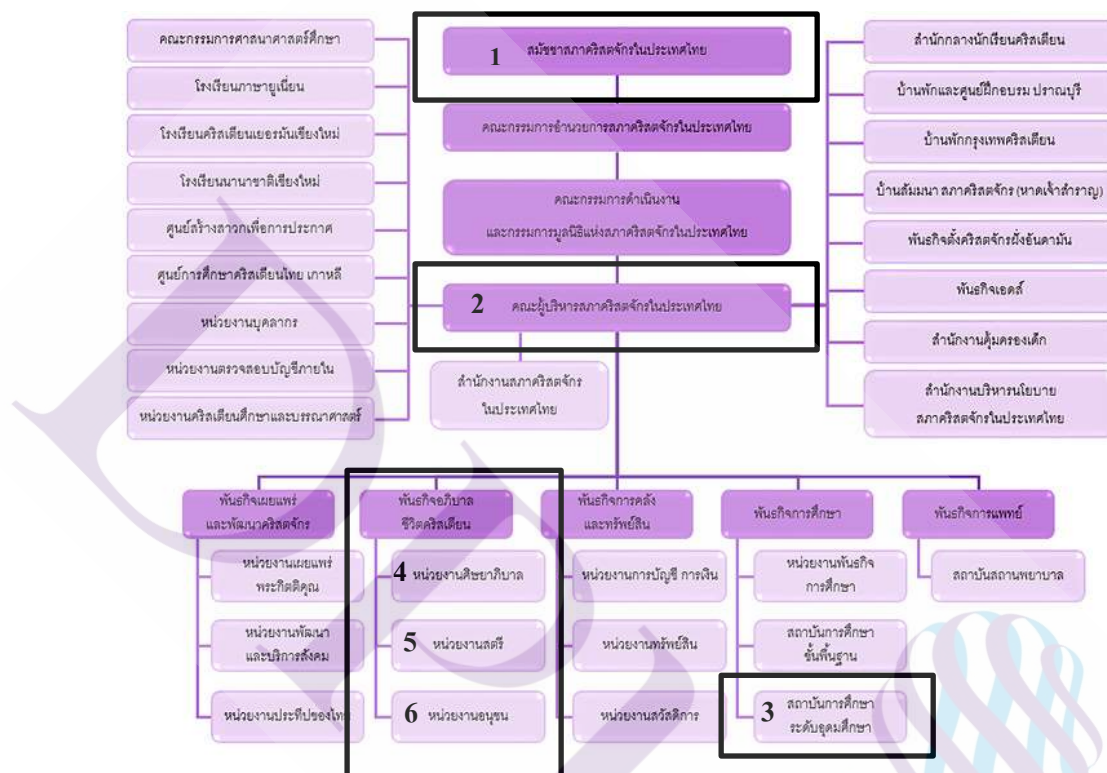 คณะกรรมการศาสนาศาสตร์ศึกษา
โรงเรียนภาษายูเนี่ยน
โรงเรียนคริสเตียนเยอรมันเชียงใหม่
โรงเรียนนานาชาติเชียงใหม่
ศูนย์สร้างสาวกเพื่อการประกาศ
ศูนย์การศึกษาคริสเตียนไทย เกาหลี
หน่วยงานบุคลากร
หน่วยงานตรวจสอบบัญชีภายใน
หน่วยงานคริสเตียนศึกษาและบรรณศาสตร์
1 สมัชชาสภาคริสตจักรในประเทศไทย
คณะกรรมการอำนวยการสภาคริสตจักรในประเทศไทย
คณะกรรมการดำเนินงาน
และกรรมการมูลนิธิแห่งสภาคริสตจักรในประเทศไทย
2 คณะผู้บริหารสภาคริสตจักรในประเทศไทย
สำนักงานสภาคริสตจักร
ในประเทศไทย
สำนักกลางนักเรียนคริสเตียน
บ้านพักและศูนย์ฝึกอบรม ปราณบุรี
บ้านพักกรุงเทพคริสเตียน
บ้านสัมมนา สภาคริสตจักร (หาดเจ้าสำราญ)
พันธกิจตั้งคริสตจักรฝั่งอันดามัน
พันธกิจเอดส์
สำนักงานคุ้มครองเด็ก
สำนักงานบริหารนโยบาย
สภาคริสตจักรในประเทศไทย
พันธกิจเผยแพร่
และพัฒนาคริสตจักร
หน่วยงานเผยแพร่
พระกิตติคุณ
หน่วยงานพัฒนา
และบริการสังคม
หน่วยงานประทีปของไทย
พันธกิจอภิบาล
ชีวิตคริสเตียน
4 หน่วยงานศิษยาภิบาล
5 หน่วยงานสตรี
6 หน่วยงานอนุชน
พันธกิจการคลัง
และทรัพย์สิน
หน่วยงานการบัญชี การเงิน
หน่วยงานทรัพย์สิน
หน่วยงานสวัสดิการ
พันธกิจการศึกษา
หน่วยงานพันธกิจ
การศึกษา
สถาบันการศึกษา
ขั้นพื้นฐาน
3 สถาบันการศึกษา
ระดับอุดมศึกษา
พันธกิจการแพทย์
สถาบันสถานพยาบาล
DPU